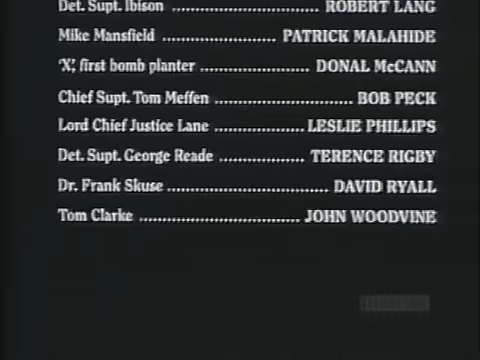 Det. Supt. Ibison ................................ ROBERT LANG
Mike Mansfield ......................... PATRICK MALAHIDE
'X', first bomb planter ........................ DONAL McCANN
Chief Supt. Tom Meffen .............................. BOB PECK
Lord Chief Justice Lane ................... LESLIE PHILLIPS
Det. Supt. George Reade .................. TERENCE RIGBY
Dr. Frank Skuse ................................... DAVID RYALL
Tom Clarke .................................. JOHN WOODVINE